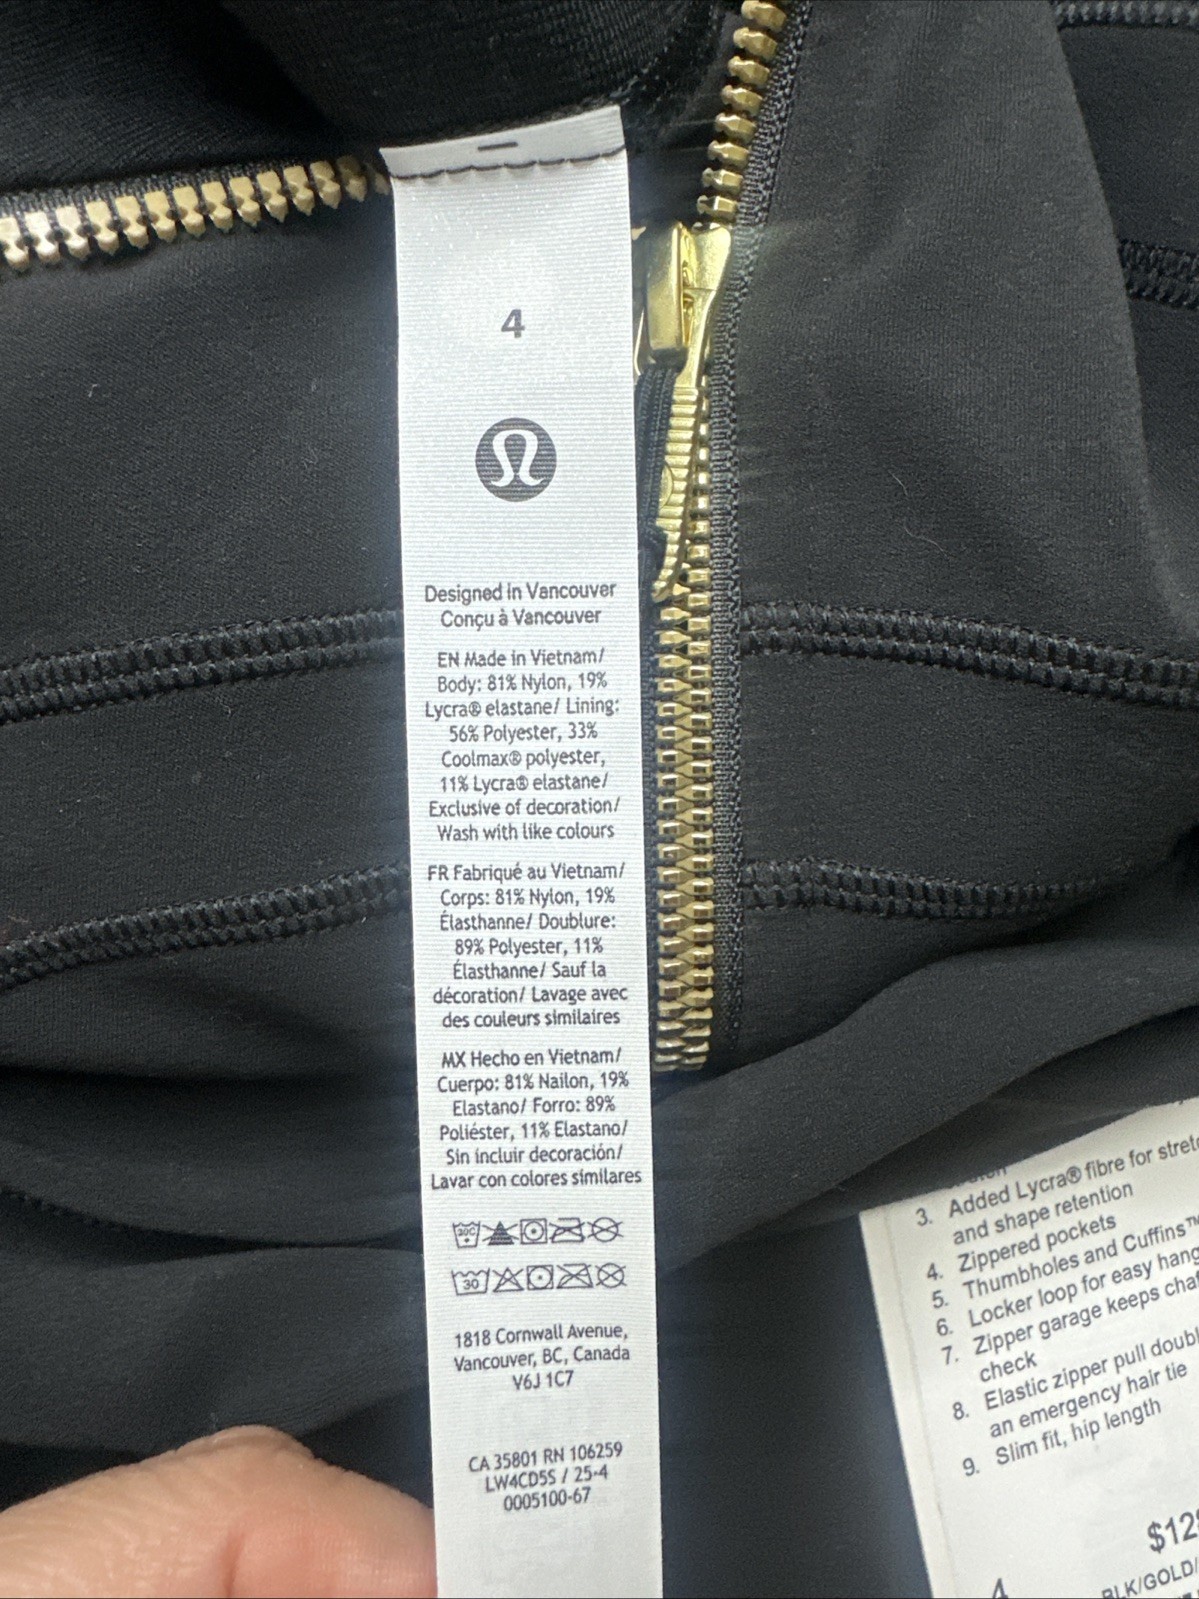 4
Designed in Vancouver
Conçu à Vancouver
EN Made in Vietnam/
Body: 81% Nylon, 19%
Lycra® elastane/ Lining:
56% Polyester, 33%
Coolmax® polyester,
11% Lycra® elastane/
Exclusive of decoration/
Wash with like colours
FR Fabriqué au Vietnam/
Corps: 81% Nylon, 19%
Élasthanne/ Doublure:
89% Polyester, 11%
Élasthanne/ Sauf la
décoration/ Lavage avec
des couleurs similaires
MX Hecho en Vietnam/
Cuerpo: 81% Nailon, 19%
Elastano/ Forro: 89%
Poliéster, 11% Elastano/
Sin incluir decoración/
Lavar con colores similares
30C
30
1818 Cornwall Avenue,
Vancouver, BC, Canada
V6J 1C7
CA 35801 RN 106259
LW4CD5S / 25-4
0005100-67
3. Added Lycra® fibre for
and shape retention
4. Zippered pockets
5. Thumbholes and Cuffins™
6. Locker loop for easy
7. Zipper garage keeps
check
8. Elastic zipper pull
an emergency hair tie
9. Slim fit, hip length
4
BLK/GOLD/